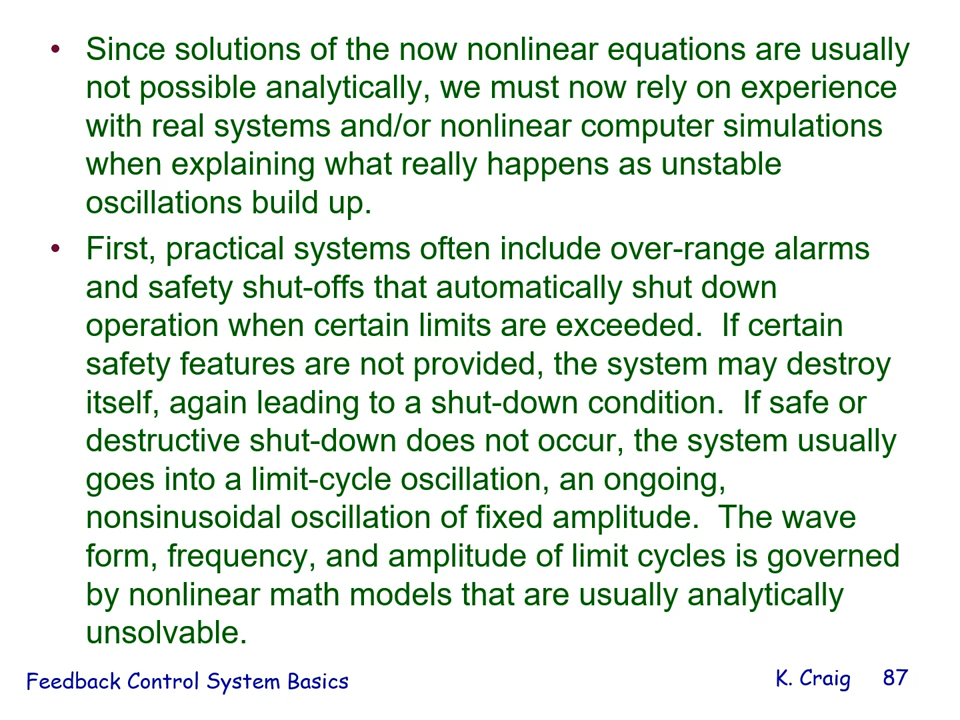 • Since solutions of the now nonlinear equations are usually
not possible analytically, we must now rely on experience
with real systems and/or nonlinear computer simulations
when explaining what really happens as unstable
oscillations build up.
• First, practical systems often include over-range alarms
and safety shut-offs that automatically shut down
operation when certain limits are exceeded.  If certain
safety features are not provided, the system may destroy
itself, again leading to a shut-down condition.  If safe or
destructive shut-down does not occur, the system usually
goes into a limit-cycle oscillation, an ongoing,
nonsinusoidal oscillation of fixed amplitude.  The wave
form, frequency, and amplitude of limit cycles is governed
by nonlinear math models that are usually analytically
unsolvable.
Feedback Control System Basics
K. Craig 87